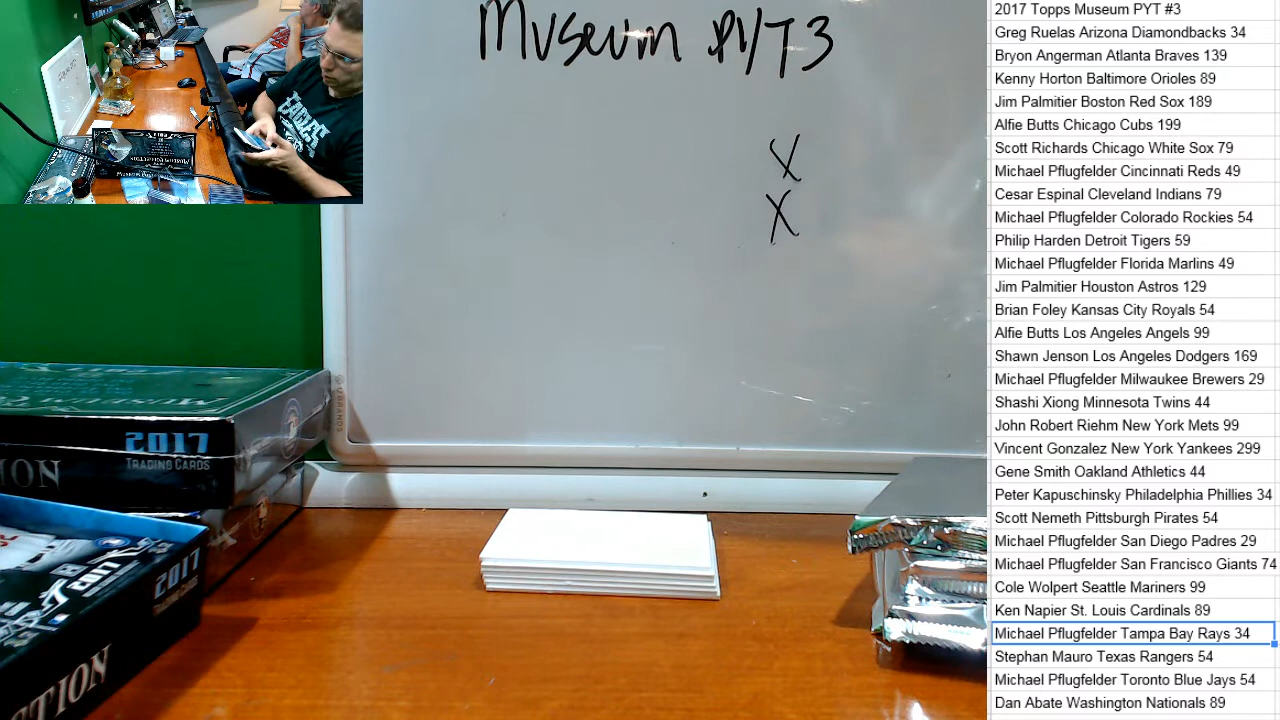 Museum PYT 3
X
X
2017
TRADING CARDS
ION
2017
CTION
2017 Topps Museum PYT #3
Greg Ruelas Arizona Diamondbacks 34
Bryon Angerman Atlanta Braves 139
Kenny Horton Baltimore Orioles 89
Jim Palmitier Boston Red Sox 189
Alfie Butts Chicago Cubs 199
Scott Richards Chicago White Sox 79
Michael Pflugfelder Cincinnati Reds 49
Cesar Espinal Cleveland Indians 79
Michael Pflugfelder Colorado Rockies 54
Philip Harden Detroit Tigers 59
Michael Pflugfelder Florida Marlins 49
Jim Palmitier Houston Astros 129
Brian Foley Kansas City Royals 54
Alfie Butts Los Angeles Angels 99
Shawn Jenson Los Angeles Dodgers 169
Michael Pflugfelder Milwaukee Brewers 29
Shashi Xiong Minnesota Twins 44
John Robert Riehm New York Mets 99
Vincent Gonzalez New York Yankees 299
Gene Smith Oakland Athletics 44
Peter Kapuschinsky Philadelphia Phillies 34
Scott Nemeth Pittsburgh Pirates 54
Michael Pflugfelder San Diego Padres 29
Michael Pflugfelder San Francisco Giants 74
Cole Wolpert Seattle Mariners 99
Ken Napier St. Louis Cardinals 89
Michael Pflugfelder Tampa Bay Rays 34
Stephan Mauro Texas Rangers 54
Michael Pflugfelder Toronto Blue Jays 54
Dan Abate Washington Nationals 89